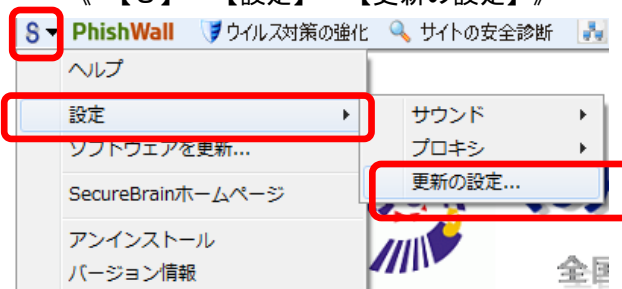 《 【S】 – 【設定】 – 【更新の設定】 》
S PhishWall ウイルス対策の強化 サイトの安全診断
ヘルプ
設定
サウンド
ソフトウェアを更新...
プロキシ
更新の設定...
SecureBrainホームページ
アンインストール
バージョン情報
全国